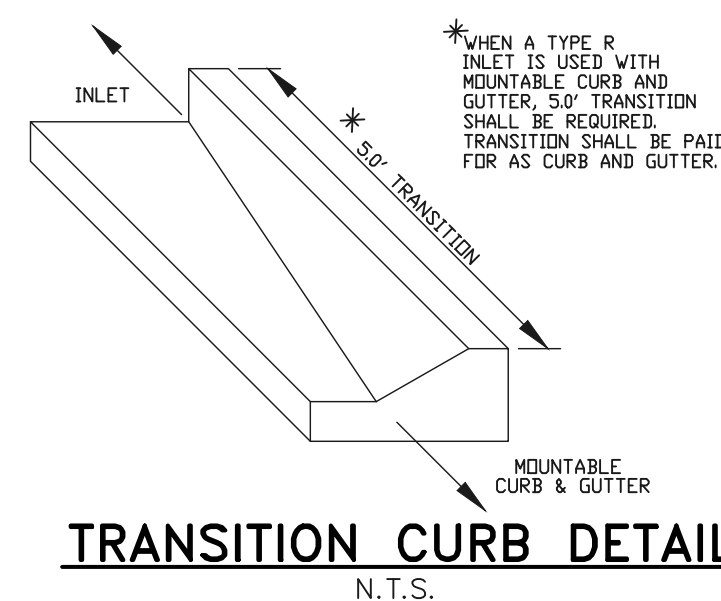 *WHEN A TYPE R
INLET IS USED WITH
MOUNTABLE CURB AND
GUTTER, 5.0' TRANSITION
SHALL BE REQUIRED.
TRANSITION SHALL BE PAID
FOR AS CURB AND GUTTER.
INLET
* 5.0' TRANSITION
MOUNTABLE
CURB & GUTTER
TRANSITION CURB DETAIL
N.T.S.